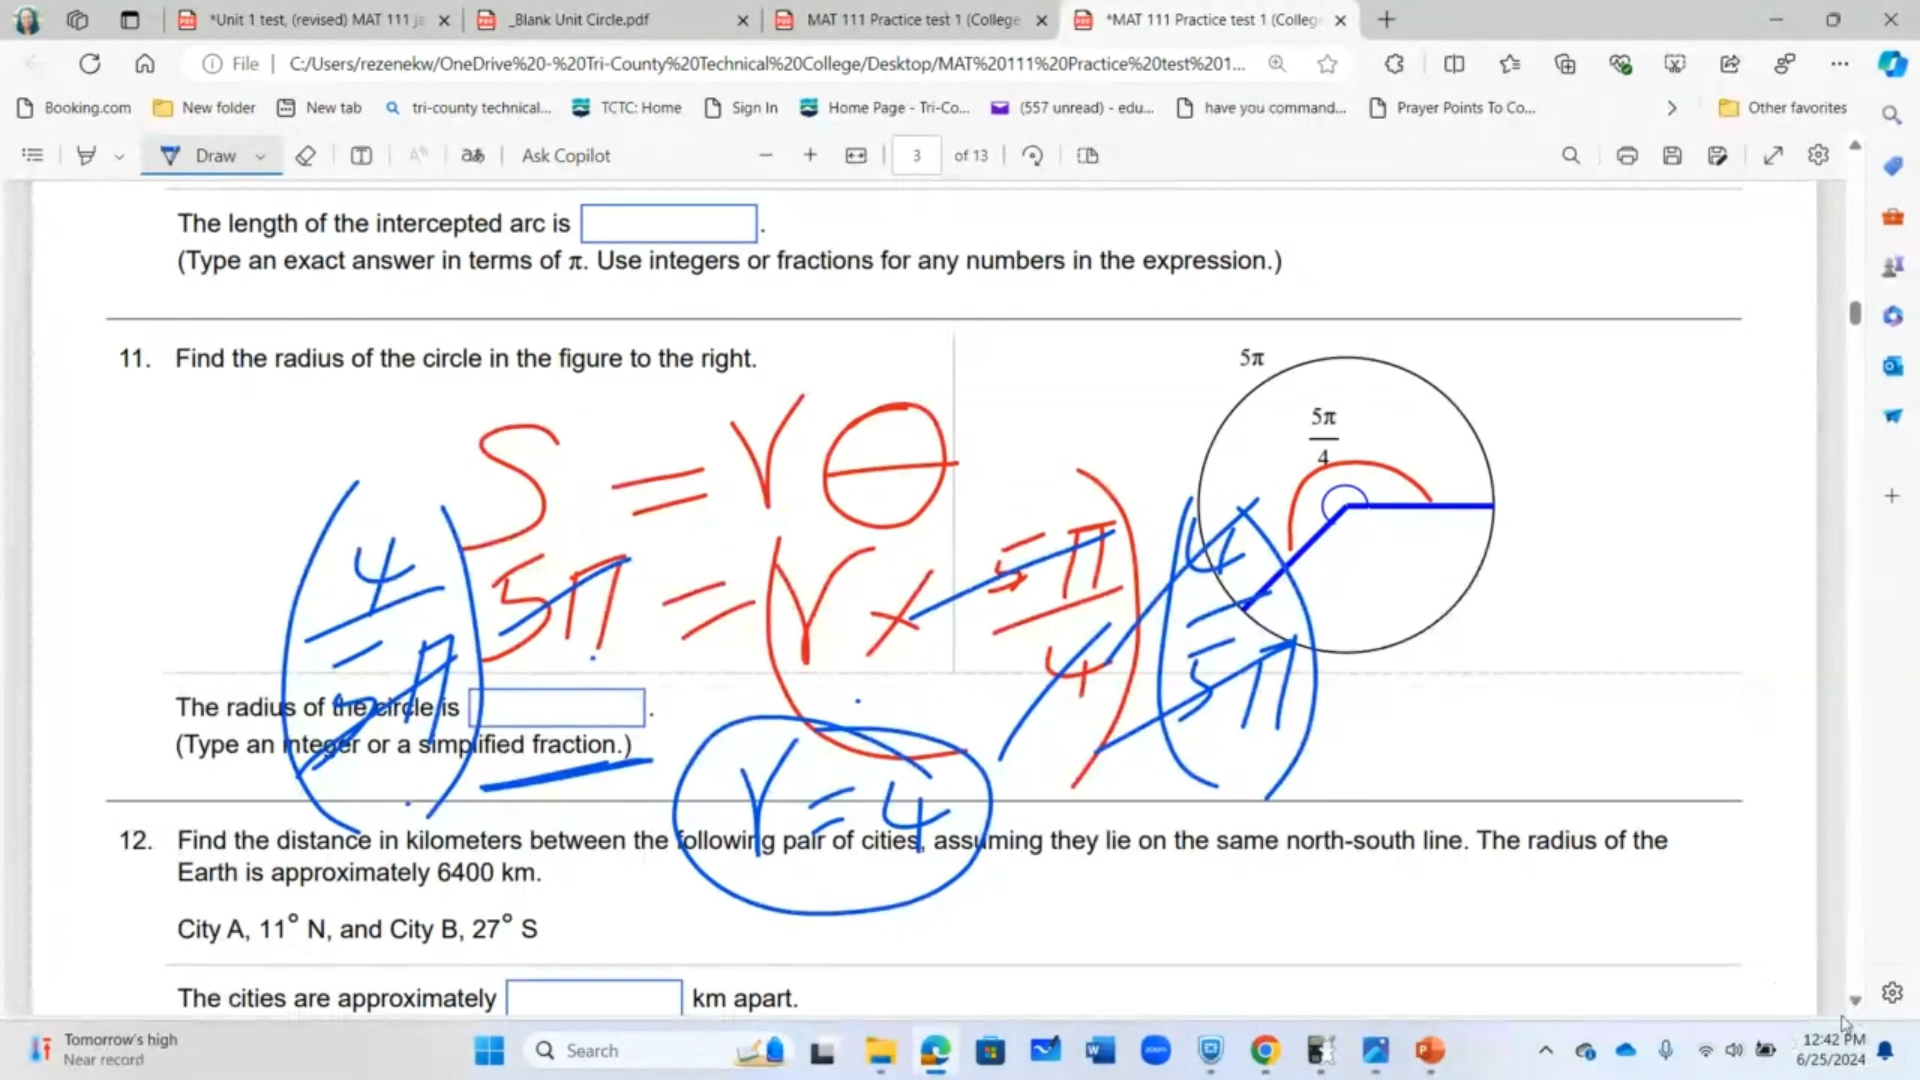 *Unit 1 test, (revised) MAT 111 ja
_Blank Unit Circle.pdf
MAT 111 Practice test 1 (College
*MAT 111 Practice test 1 (Colleg
File
C:/Users/rezenekw/OneDrive%20-%20Tri-County%20Technical%20College/Desktop/MAT%20111%20Practice%20test%201...
Booking.com
New folder
New tab
tri-county technical...
TCTC: Home
Sign In
Home Page - Tri-Co...
(557 unread) - edu...
have you command...
Prayer Points To Co...
Other favorites
Draw
Ask Copilot
3 of 13
The length of the intercepted arc is .
(Type an exact answer in terms of π. Use integers or fractions for any numbers in the expression.)
11. Find the radius of the circle in the figure to the right.
5π
5π/4
S = r θ
(4/5π) 5π = (r × 5π/4) (4/5π)
The radius of the circle is .
(Type an integer or a simplified fraction.)
r = 4
12. Find the distance in kilometers between the following pair of cities, assuming they lie on the same north-south line. The radius of the
Earth is approximately 6400 km.
City A, 11° N, and City B, 27° S
The cities are approximately km apart.
Tomorrow's high
Near record
Search
zoom
12:42 PM
6/25/2024